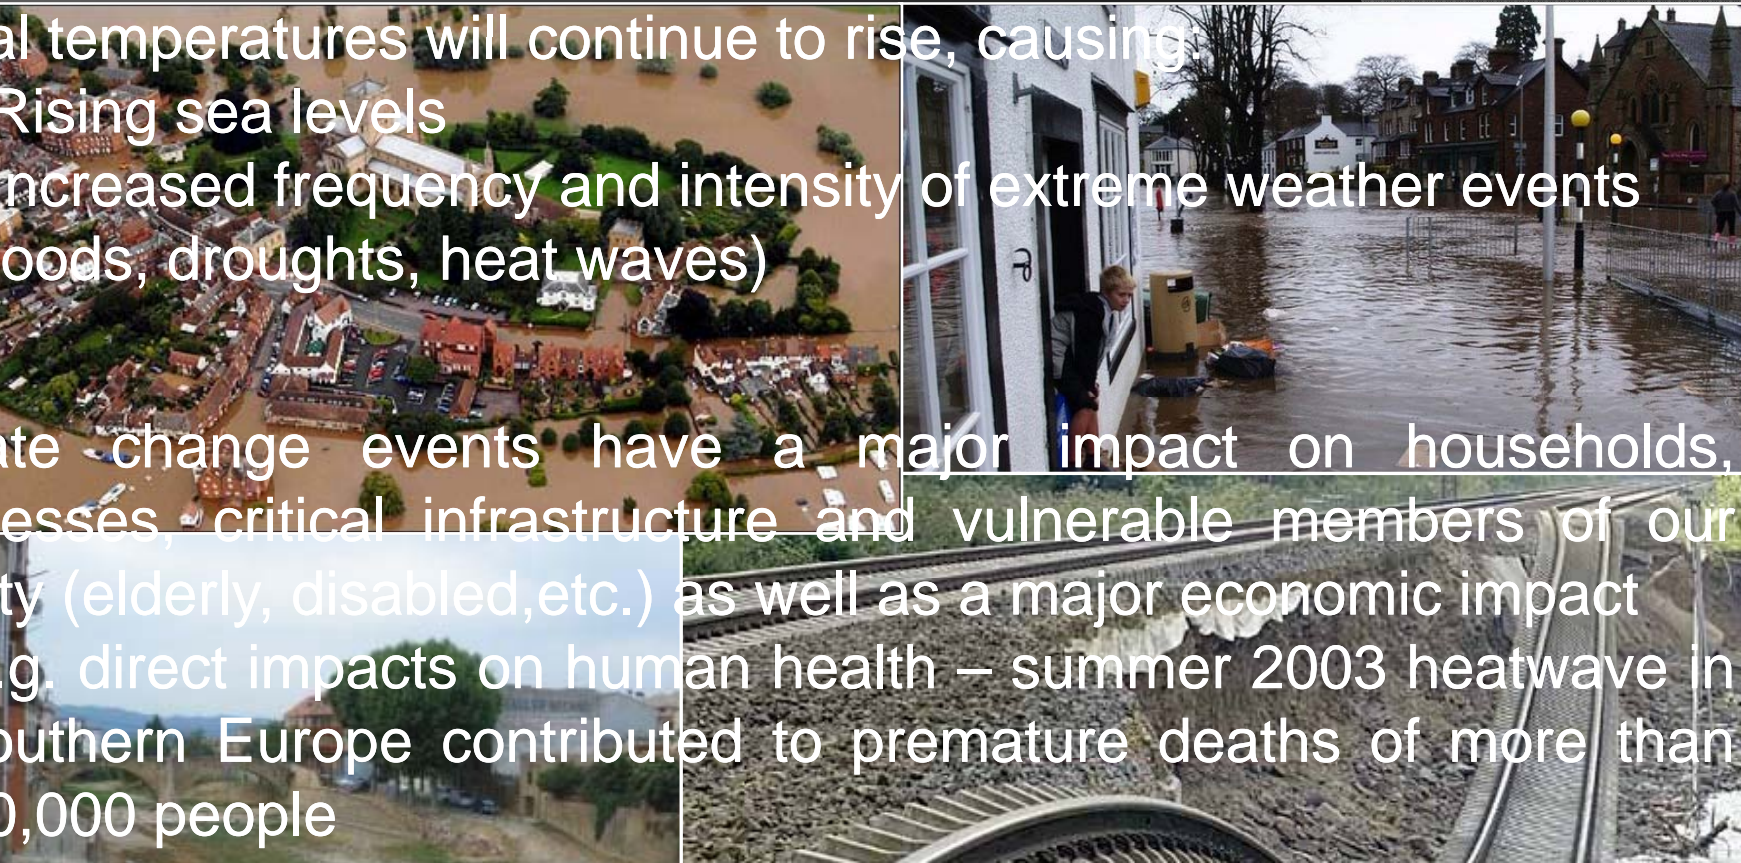 al temperatures will continue to rise, causing:
Rising sea levels
ncreased frequency and intensity of extreme weather events
oods, droughts, heat waves)
ate change events have a major impact on households,
esses, critical infrastructure and vulnerable members of our
ty (elderly, disabled,etc.) as well as a major economic impact
.g. direct impacts on human health – summer 2003 heatwave in
outhern Europe contributed to premature deaths of more than
0,000 people